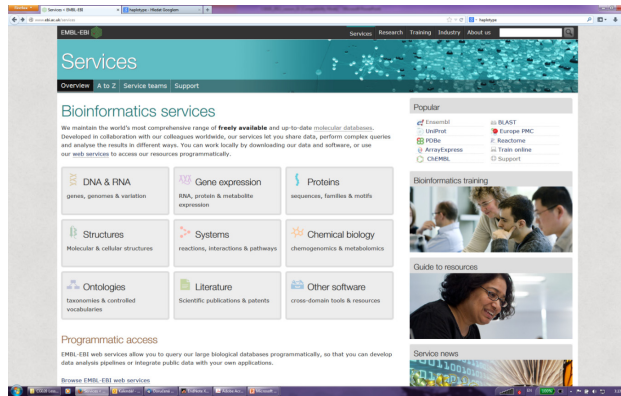 Services < EMBL-EBI
haplotype - Hledat Googlem
www.ebi.ac.uk/services
haplotype
EMBL-EBI
Services Research Training Industry About us
Services
Overview A to Z Service teams Support
Bioinformatics services
We maintain the world's most comprehensive range of freely available and up-to-date molecular databases.
Developed in collaboration with our colleagues worldwide, our services let you share data, perform complex queries
and analyse the results in different ways. You can work locally by downloading our data and software, or use
our web services to access our resources programmatically.
DNA & RNA
genes, genomes & variation
Gene expression
RNA, protein & metabolite
expression
Proteins
sequences, families & motifs
Structures
Molecular & cellular structures
Systems
reactions, interactions & pathways
Chemical biology
chemogenomics & metabolomics
Ontologies
taxonomies & controlled
vocabularies
Literature
Scientific publications & patents
Other software
cross-domain tools & resources
Programmatic access
EMBL-EBI web services allow you to query our large biological databases programmatically, so that you can develop
data analysis pipelines or integrate public data with your own applications.
Browse EMBL-EBI web services
Popular
Ensembl
UniProt
PDBe
ArrayExpress
ChEMBL
BLAST
Europe PMC
Reactome
Train online
Support
Bioinformatics training
Guide to resources
Service news